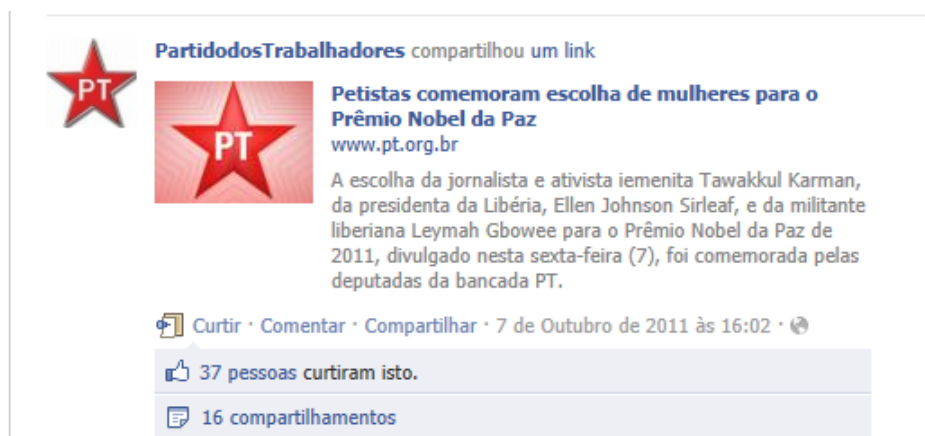 PartidodosTrabalhadores compartilhou um link
PT
PT
Petistas comemoram escolha de mulheres para o
Prêmio Nobel da Paz
www.pt.org.br
A escolha da jornalista e ativista iemenita Tawakkul Karman,
da presidenta da Libéria, Ellen Johnson Sirleaf, e da militante
liberiana Leymah Gbowee para o Prêmio Nobel da Paz de
2011, divulgado nesta sexta-feira (7), foi comemorada pelas
deputadas da bancada PT.
Curtir · Comentar · Compartilhar · 7 de Outubro de 2011 às 16:02 ·
37 pessoas curtiram isto.
16 compartilhamentos